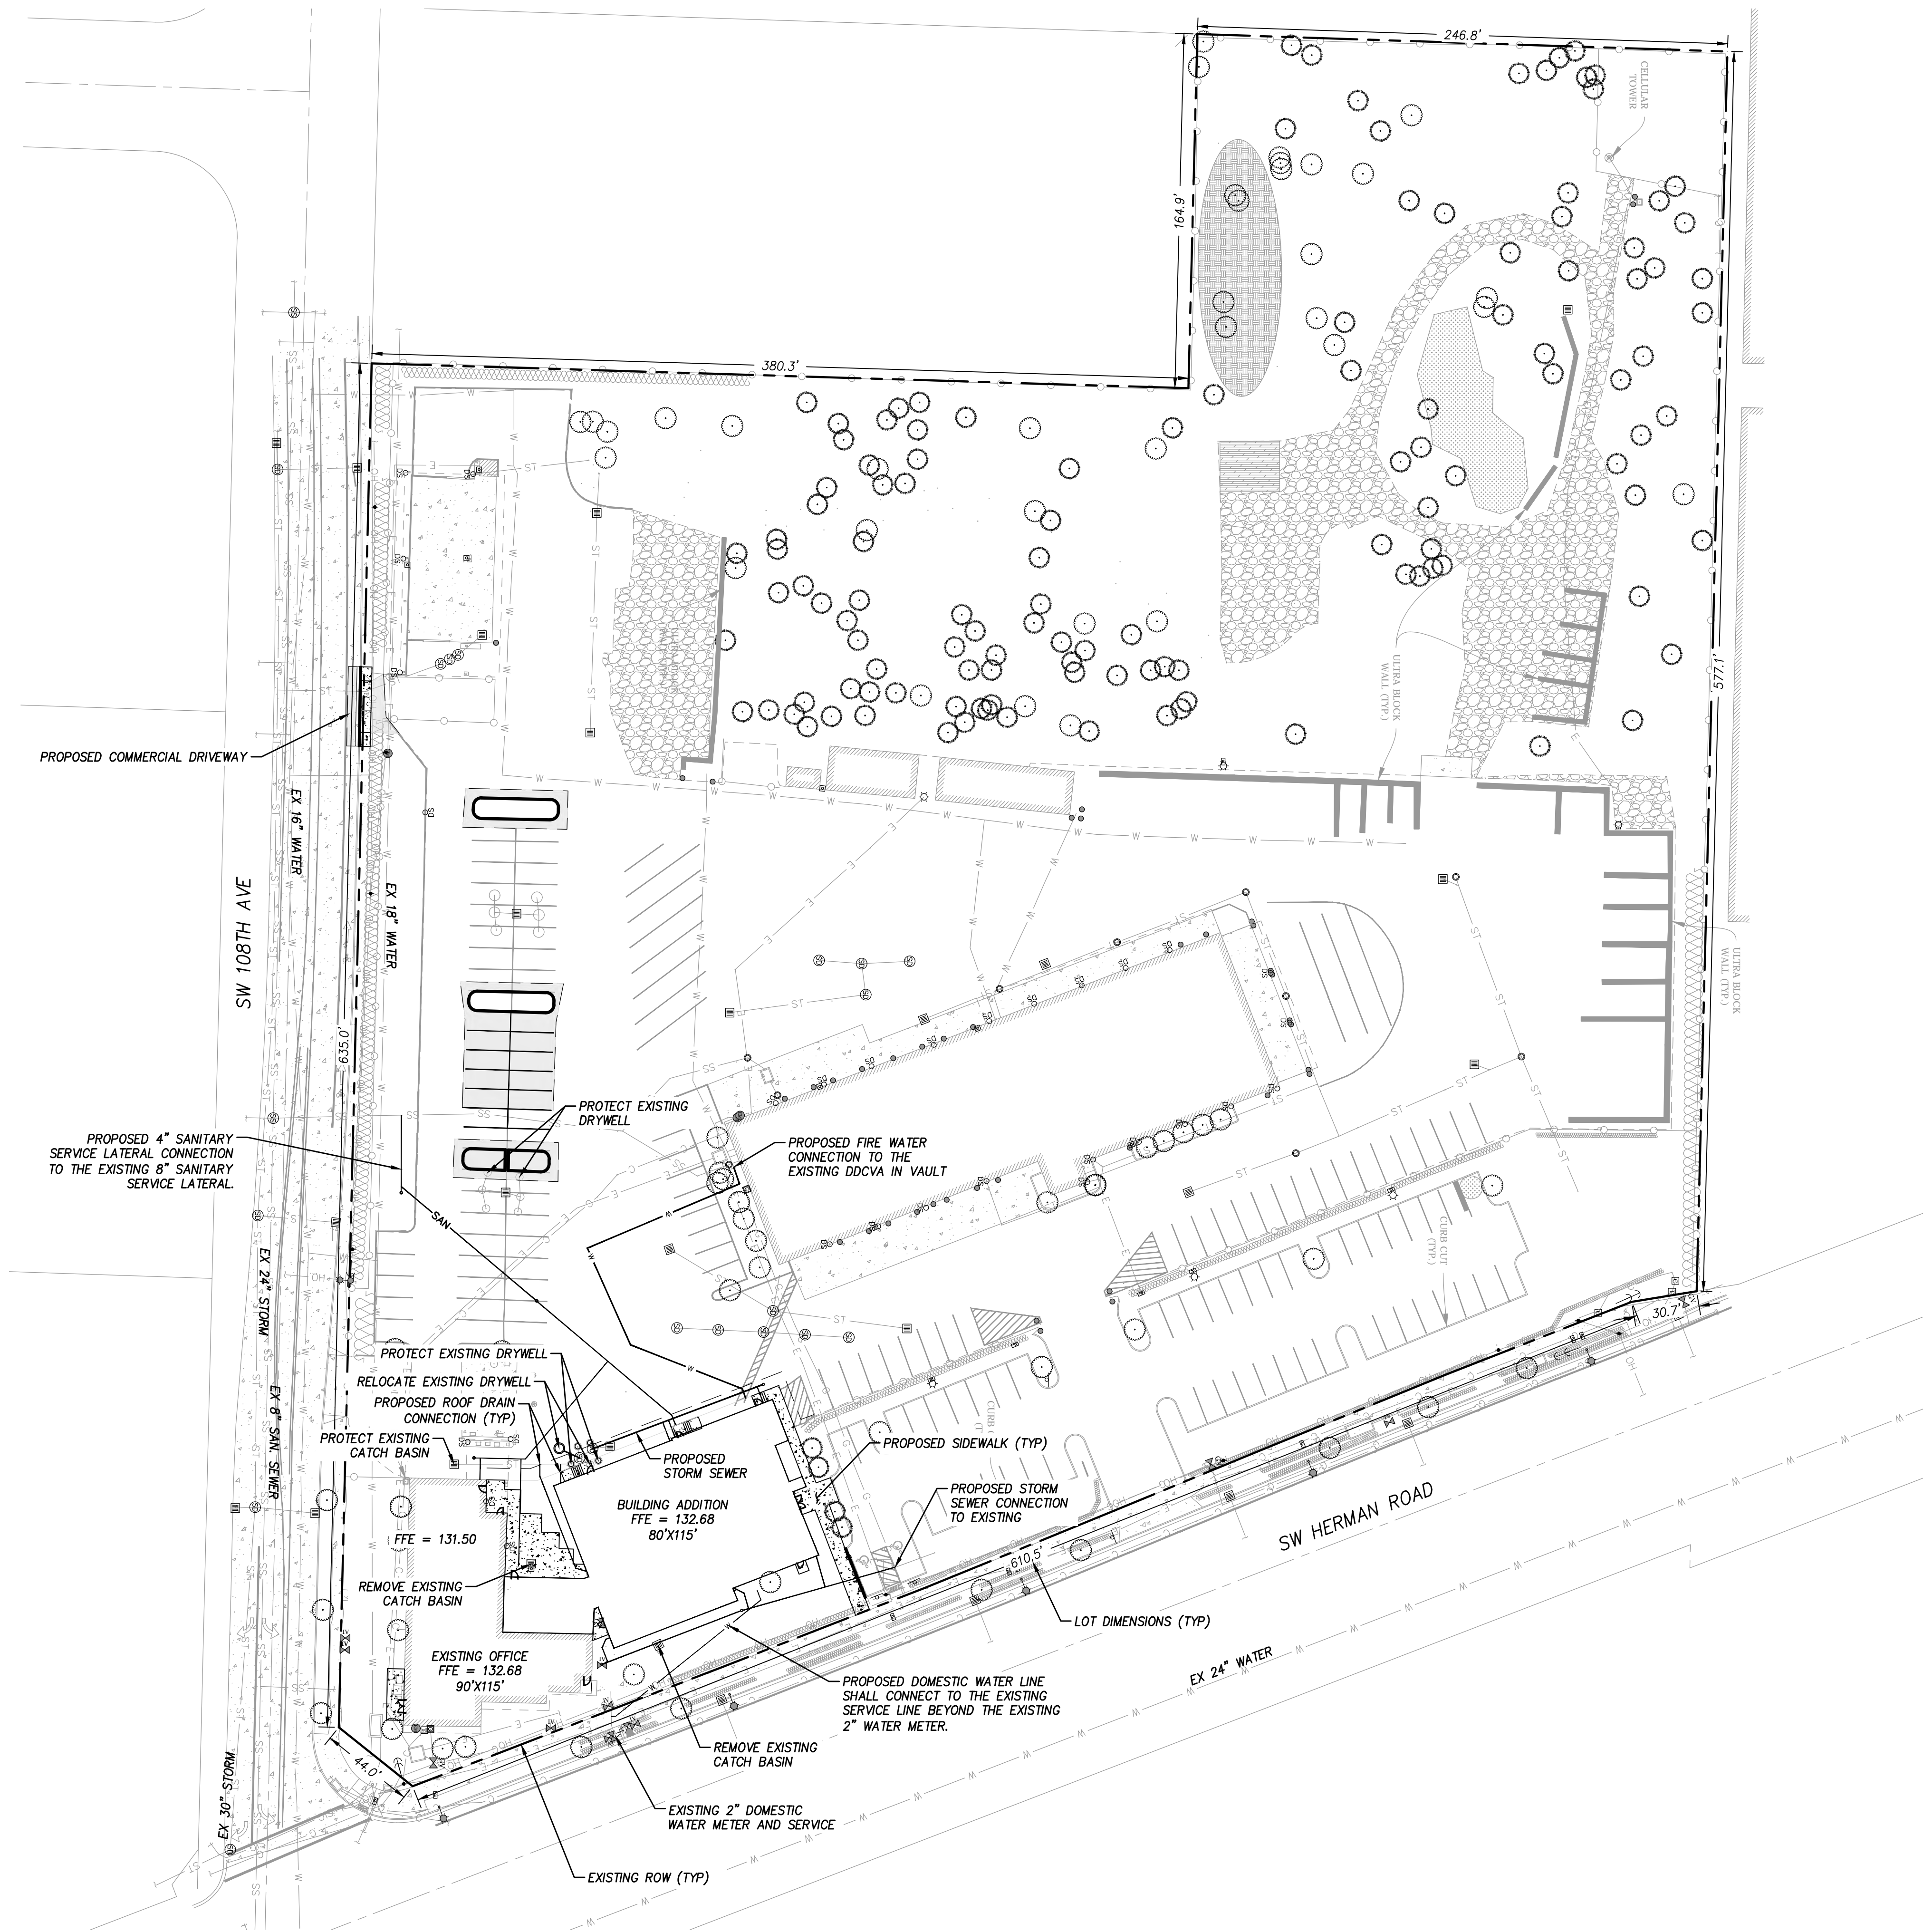 246.8'
CELLULAR
TOWER
164.9'
380.3'
577.1'
ULTRA BLOCK
WALL (TYP.)
ULTRA BLOCK
WALL (TYP.)
PROPOSED COMMERCIAL DRIVEWAY
EX 16" WATER
EX 18" WATER
SW 108TH AVE
635.0'
ULTRA BLOCK
WALL (TYP.)
PROTECT EXISTING
DRYWELL
PROPOSED 4" SANITARY
SERVICE LATERAL CONNECTION
TO THE EXISTING 8" SANITARY
SERVICE LATERAL.
PROPOSED FIRE WATER
CONNECTION TO THE
EXISTING DDCVA IN VAULT
SAN
CURB CUT
(TYP.)
EX 24" STORM
30.7'
PROTECT EXISTING DRYWELL
RELOCATE EXISTING DRYWELL
PROPOSED ROOF DRAIN
CONNECTION (TYP)
EX 8" SAN. SEWER
PROTECT EXISTING
CATCH BASIN
CURB
PROPOSED SIDEWALK (TYP)
PROPOSED
STORM SEWER
PROPOSED STORM
SEWER CONNECTION
TO EXISTING
BUILDING ADDITION
FFE = 132.68
80'X115'
SW HERMAN ROAD
FFE = 131.50
610.5'
REMOVE EXISTING
CATCH BASIN
LOT DIMENSIONS (TYP)
EXISTING OFFICE
FFE = 132.68
90'X115'
EX 24" WATER
PROPOSED DOMESTIC WATER LINE
SHALL CONNECT TO THE EXISTING
SERVICE LINE BEYOND THE EXISTING
2" WATER METER.
REMOVE EXISTING
CATCH BASIN
44.0'
EX 30" STORM
EXISTING 2" DOMESTIC
WATER METER AND SERVICE
EXISTING ROW (TYP)